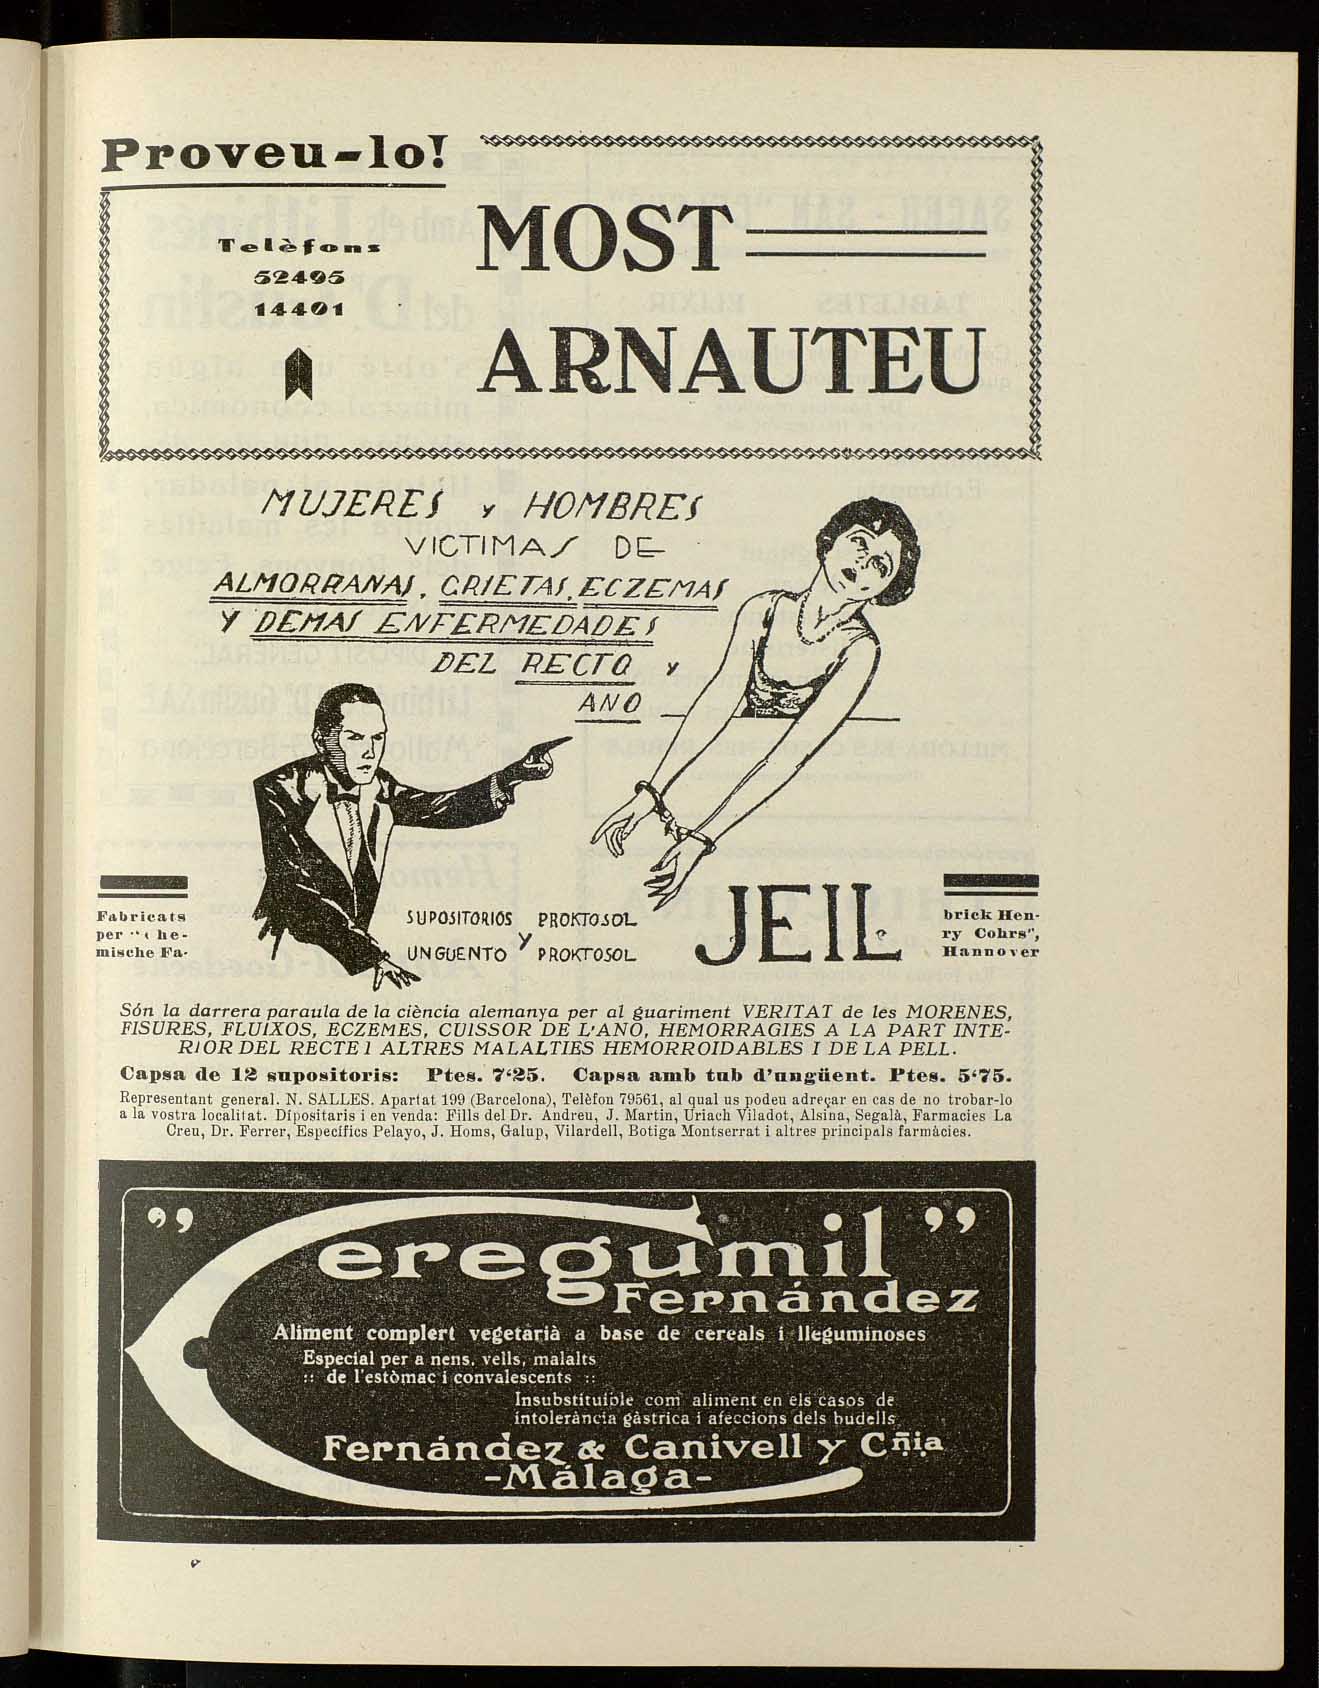 Proveu-lo!
Telèfons
52495
14401
MOST
ARNAUTEU
MUJERES y HOMBRES
VICTIMAS DE
ALMORRANAS, GRIETAS, ECZEMAS
Y DEMAS ENFERMEDADES
DEL RECTO y
ANO
Fabricats
per "Che-
mische Fa-
SUPOSITORIOS PROKTOSOL
Y
UNGUENTO PROKTOSOL
JEIL
brick Hen-
ry Cohrs",
Hannover
Són la darrera paraula de la ciència alemanya per al guariment VERITAT de les MORENES,
FISURES, FLUIXOS, ECZEMES, CUISSOR DE L'ANO, HEMORRAGIES A LA PART INTE-
RIOR DEL RECTE I ALTRES MALALTIES HEMORROIDABLES I DE LA PELL.
Capsa de 12 supositoris: Ptes. 7'25. Capsa amb tub d'ungüent. Ptes. 5'75.
Representant general. N. SALLES. Apartat 199 (Barcelona), Telèfon 79561, al qual us podeu adreçar en cas de no trobar-lo
a la vostra localitat. Dipositaris i en venda: Fills del Dr. Andreu, J. Martin, Uriach Viladot, Alsina, Segalà, Farmacies La
Creu, Dr. Ferrer, Específics Pelayo, J. Homs, Galup, Vilardell, Botiga Montserrat i altres principals farmàcies.
"Ceregumil"
Fernández
Aliment complert vegetarià a base de cereals i lleguminoses
Especial per a nens, vells, malalts
:: de l'estòmac i convalescents ::
Insubstituible com aliment en els casos de
intolerància gàstrica i afeccions dels budells
Fernández & Canivell y Cñia
-Málaga-